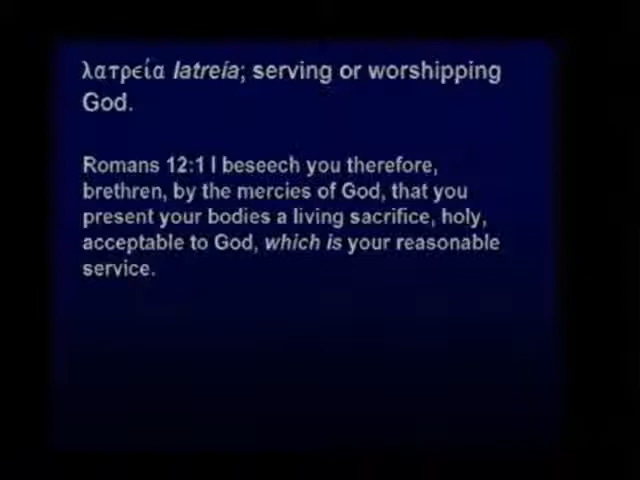 λατρεία latreía; serving or worshipping
God.
Romans 12:1 I beseech you therefore,
brethren, by the mercies of God, that you
present your bodies a living sacrifice, holy,
acceptable to God, which is your reasonable
service.